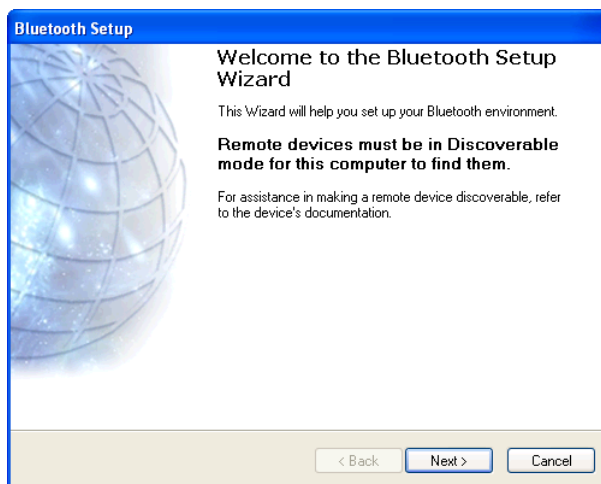 Bluetooth Setup
Welcome to the Bluetooth Setup
Wizard
This Wizard will help you set up your Bluetooth environment.
Remote devices must be in Discoverable
mode for this computer to find them.
For assistance in making a remote device discoverable, refer
to the device's documentation.
< Back
Next >
Cancel